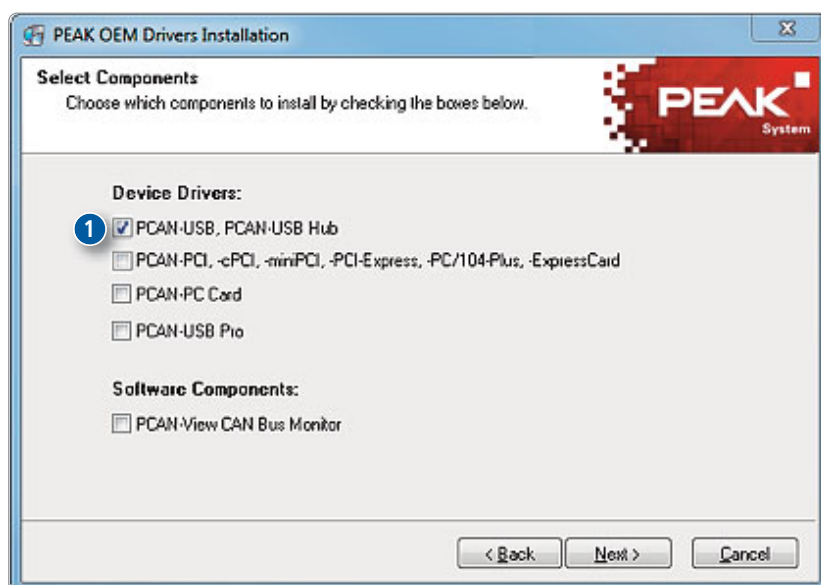 PEAK OEM Drivers Installation
Select Components
Choose which components to install by checking the boxes below.
PEAK
System
Device Drivers:
1
PCAN-USB, PCAN-USB Hub
PCAN-PCI, -cPCI, -miniPCI, -PCI-Express, -PC/104-Plus, -ExpressCard
PCAN-PC Card
PCAN-USB Pro
Software Components:
PCAN-View CAN Bus Monitor
< Back
Next >
Cancel